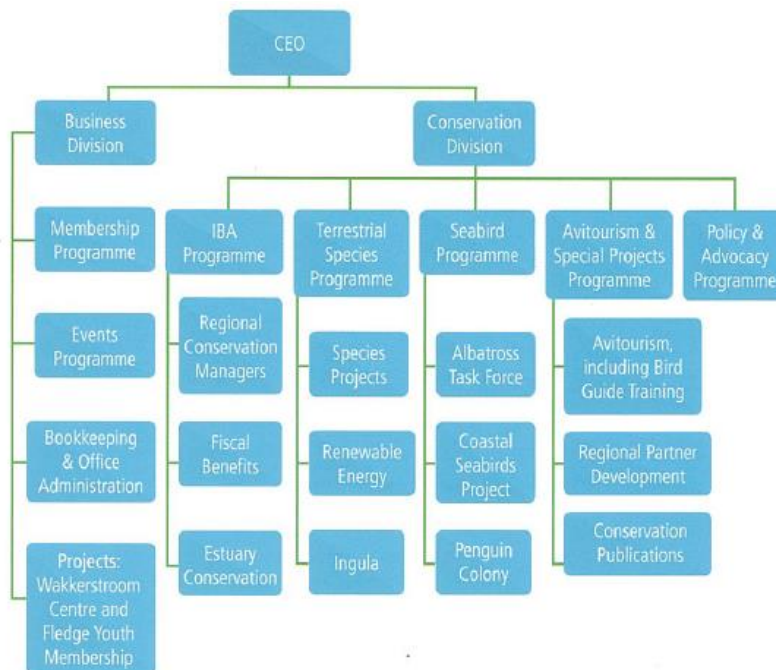 CEO
Business
Division
Conservation
Division
Membership
Programme
IBA
Programme
Terrestrial
Species
Programme
Seabird
Programme
Avitourism &
Special Projects
Programme
Policy &
Advocacy
Programme
Events
Programme
Regional
Conservation
Managers
Species
Projects
Albatross
Task Force
Avitourism,
including Bird
Guide Training
Bookkeeping
& Office
Administration
Fiscal
Benefits
Renewable
Energy
Coastal
Seabirds
Project
Regional Partner
Development
Projects:
Wakkerstroom
Centre and
Fledge Youth
Membership
Estuary
Conservation
Ingula
Penguin
Colony
Conservation
Publications